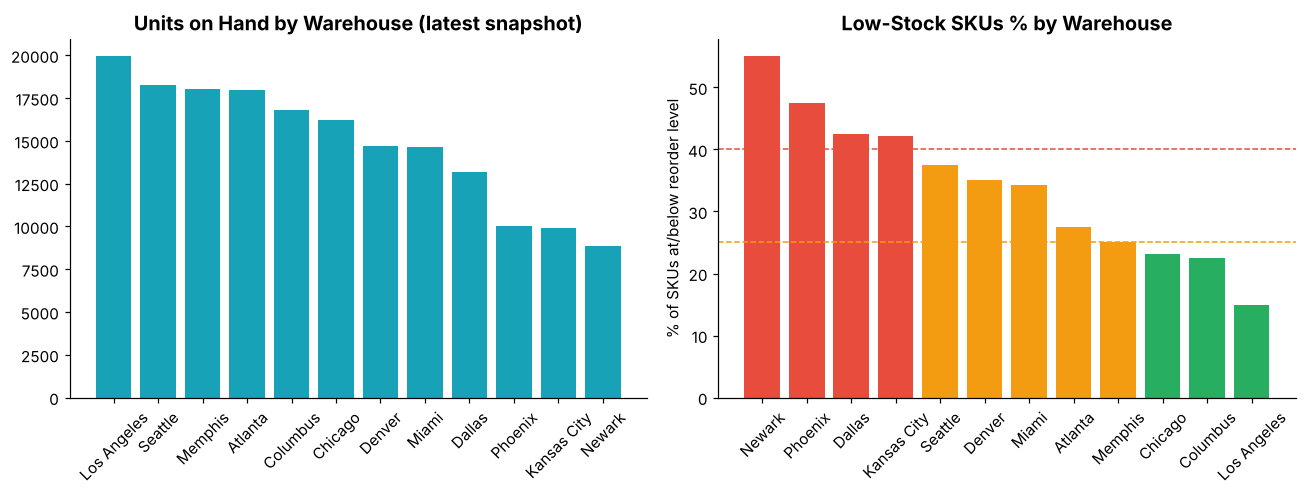 Units on Hand by Warehouse (latest snapshot)
20000
17500
15000
12500
10000
7500
5000
2500
0
Los Angeles
Seattle
Memphis
Atlanta
Columbus
Chicago
Denver
Miami
Dallas
Phoenix
Kansas City
Newark
Low-Stock SKUs % by Warehouse
% of SKUs at/below reorder level
50
40
30
20
10
0
Newark
Phoenix
Dallas
Kansas City
Seattle
Denver
Miami
Atlanta
Memphis
Chicago
Columbus
Los Angeles